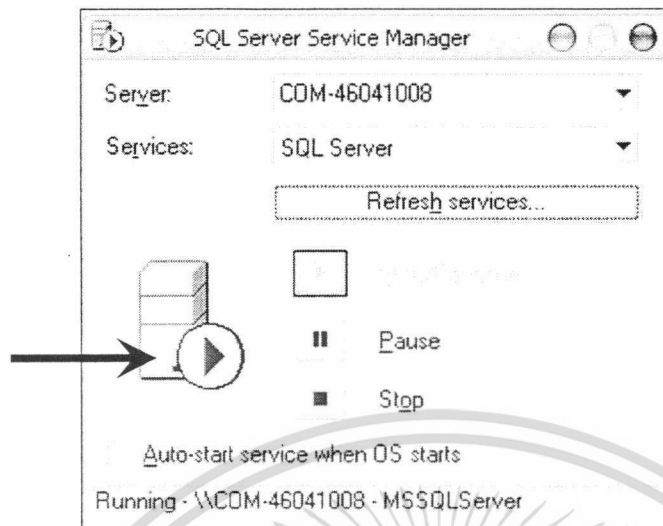 SQL Server Service Manager
Server: COM-46041008
Services: SQL Server
Refresh services...
Pause
Stop
Auto-start service when OS starts
Running - \\COM-46041008 - MSSQLServer